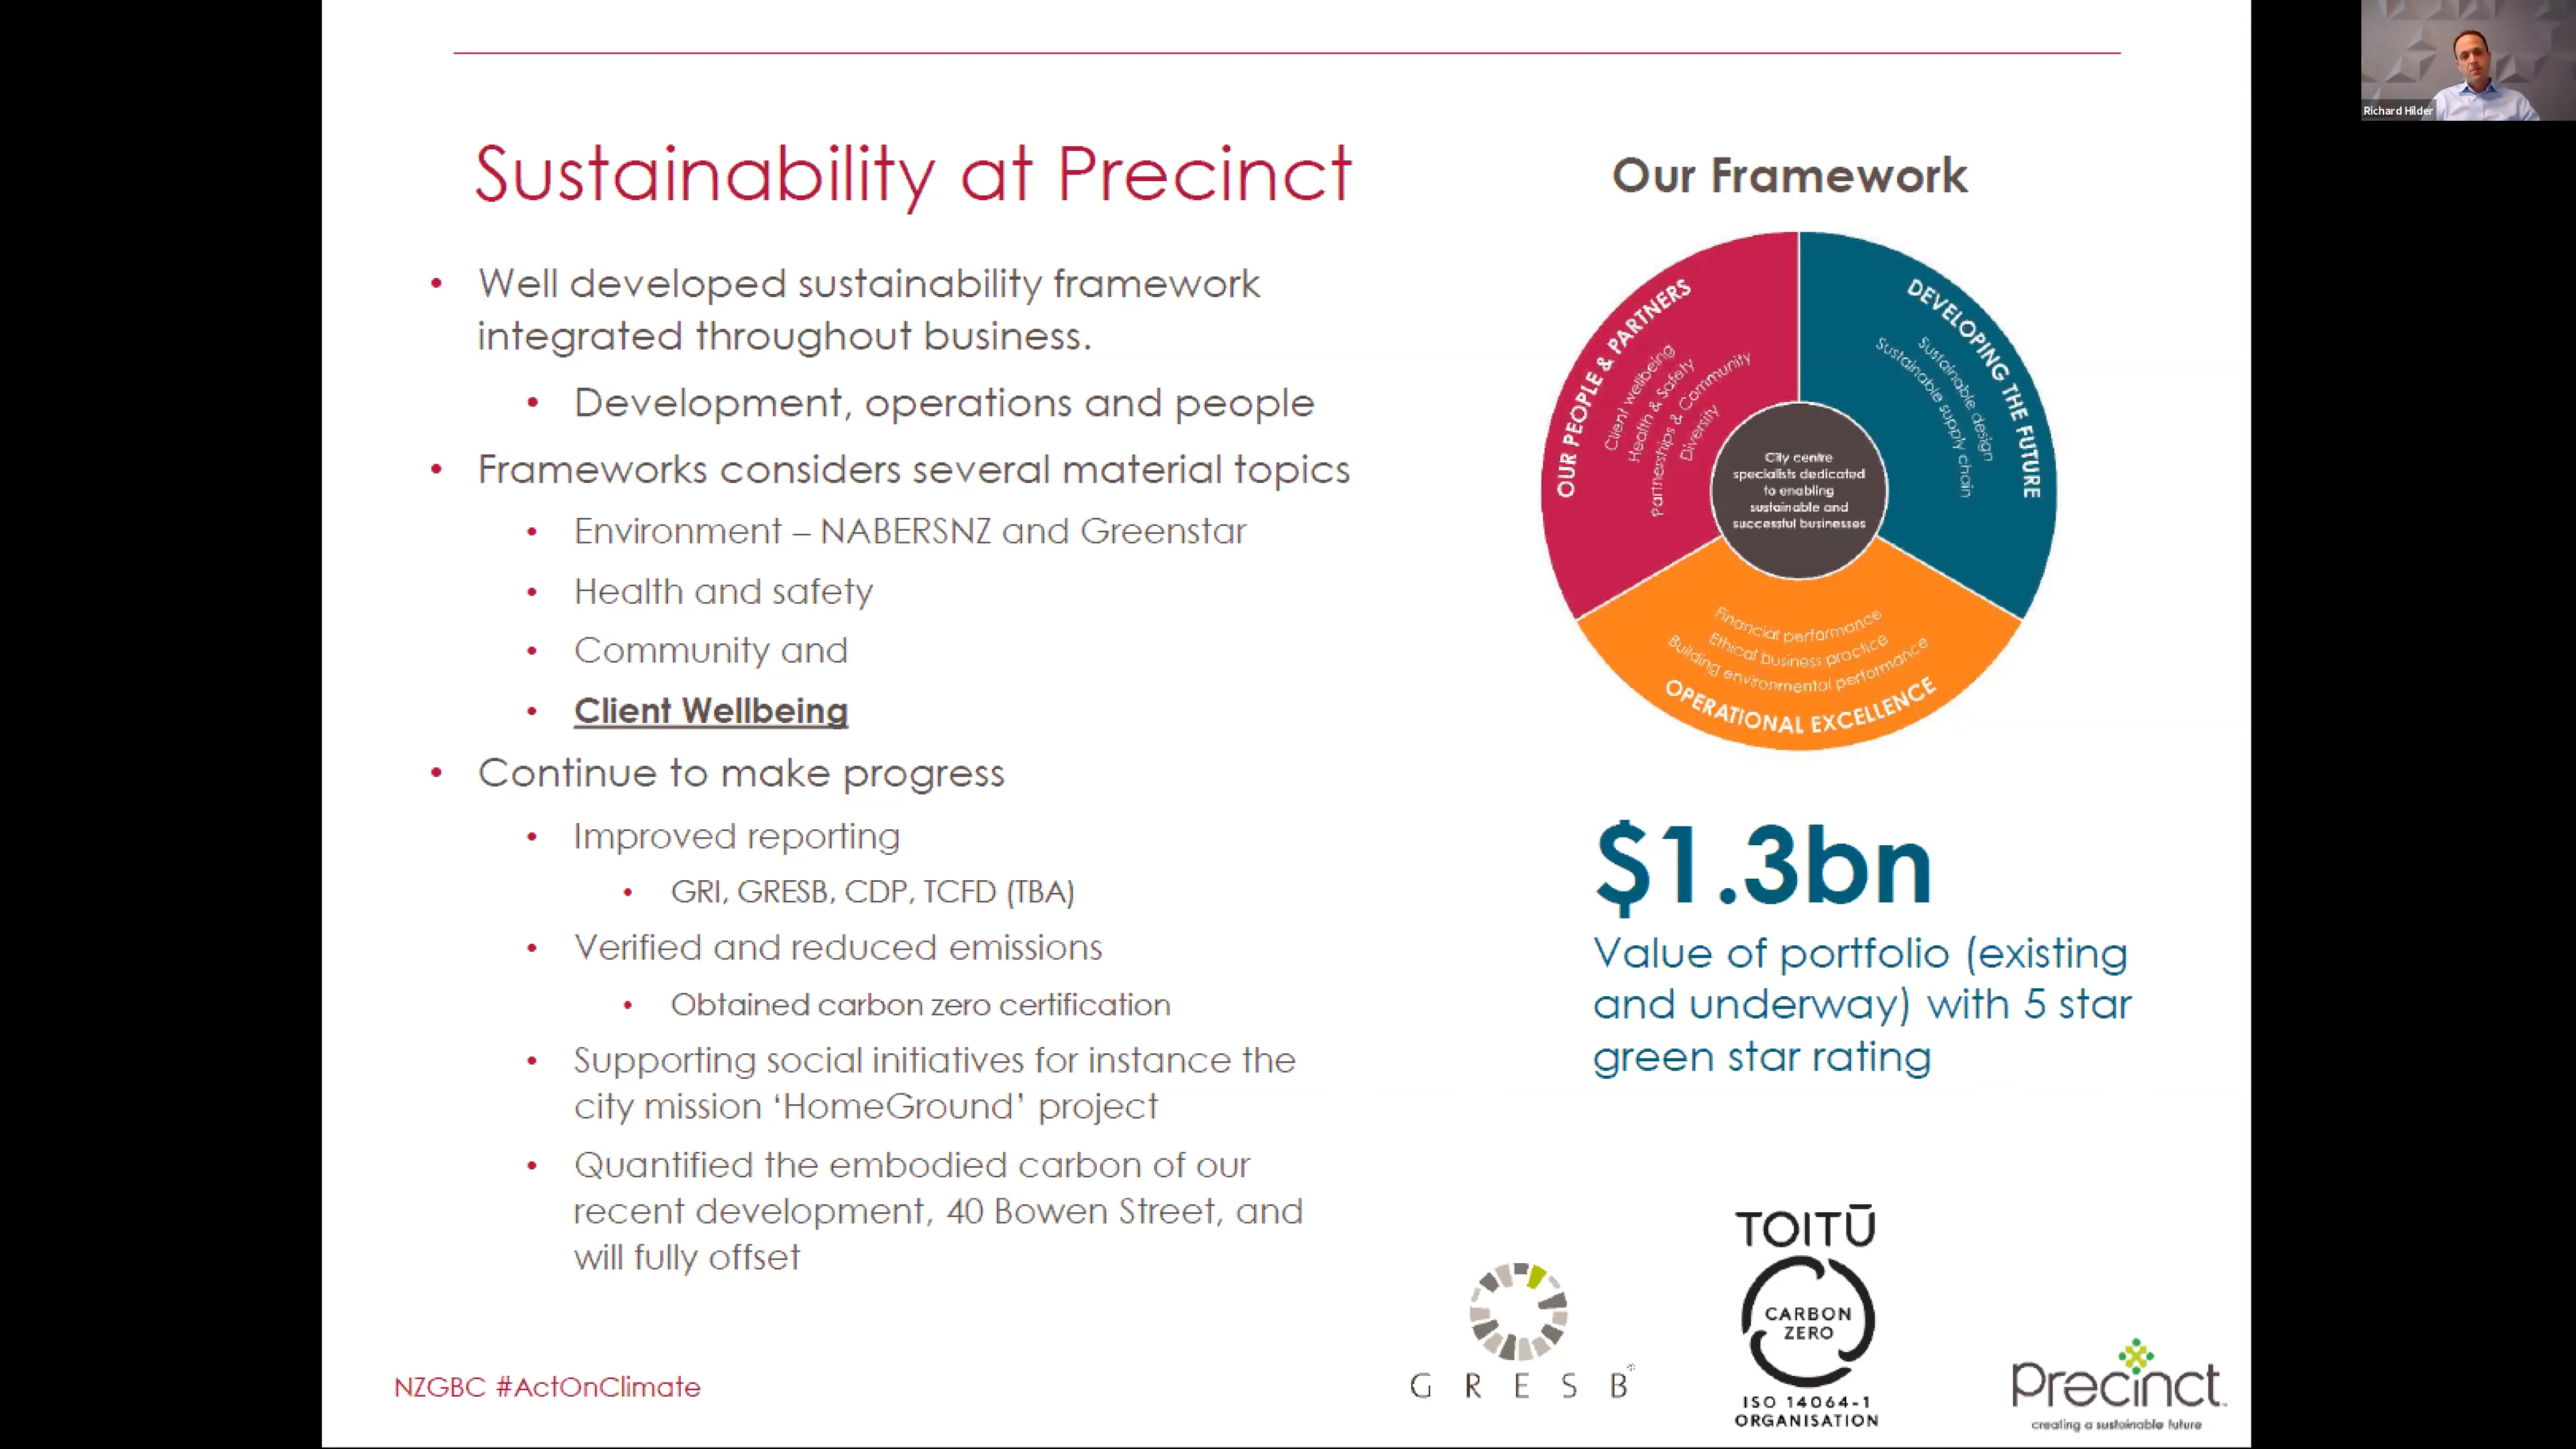 Richard Hilder
Sustainability at Precinct
• Well developed sustainability framework
integrated throughout business.
• Development, operations and people
• Frameworks considers several material topics
• Environment – NABERSNZ and Greenstar
• Health and safety
• Community and
• Client Wellbeing
• Continue to make progress
• Improved reporting
• GRI, GRESB, CDP, TCFD (TBA)
• Verified and reduced emissions
• Obtained carbon zero certification
• Supporting social initiatives for instance the
city mission ‘HomeGround’ project
• Quantified the embodied carbon of our
recent development, 40 Bowen Street, and
will fully offset
Our Framework
OUR PEOPLE & PARTNERS
Client wellbeing
Health & Safety
Partnerships & Community
Diversity
DEVELOPING THE FUTURE
Sustainable design
Sustainable supply chain
City centre
specialists dedicated
to enabling
sustainable and
successful businesses
Financial performance
Ethical business practice
Building environmental performance
OPERATIONAL EXCELLENCE
$1.3bn
Value of portfolio (existing
and underway) with 5 star
green star rating
NZGBC #ActOnClimate
GRESB
TOITŪ
CARBON
ZERO
ISO 14064-1
ORGANISATION
Precinct
creating a sustainable future